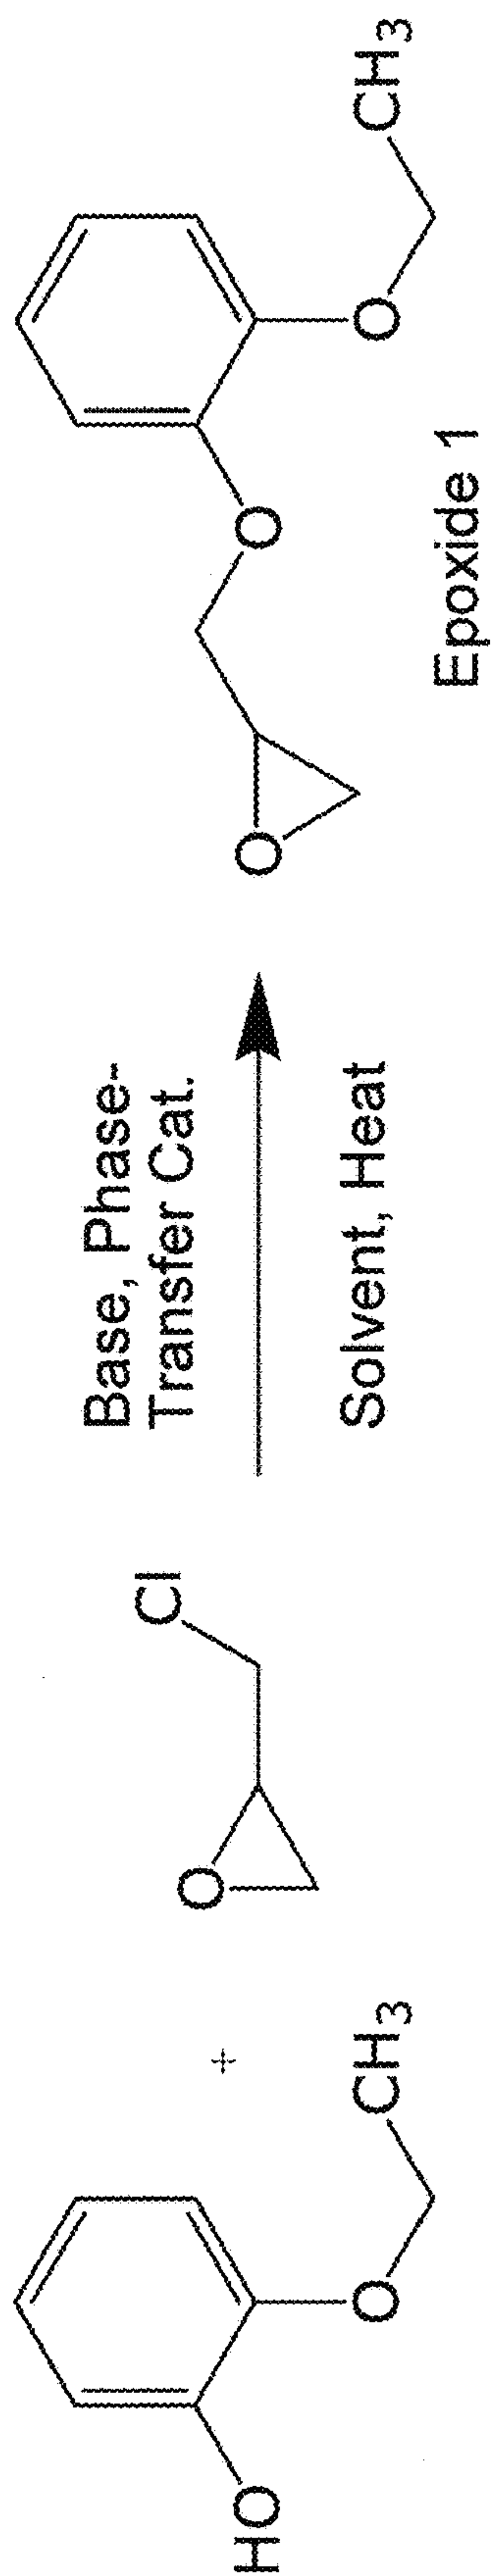 HO
O
CH3
+
O
Cl
Base, Phase-
Transfer Cat.
Solvent, Heat
O
O
O
CH3
Epoxide 1